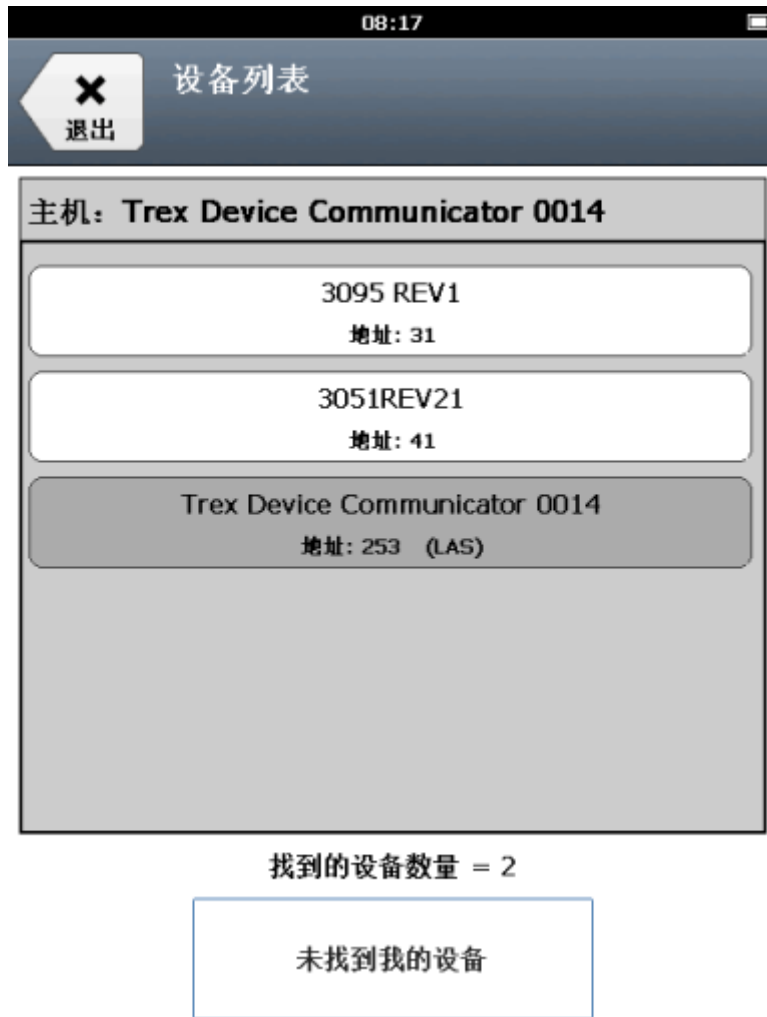 08:17
设备列表
退出
主机: Trex Device Communicator 0014
3095 REV1
地址: 31
3051REV21
地址: 41
Trex Device Communicator 0014
地址: 253 (LAS)
找到的设备数量 = 2
未找到我的设备